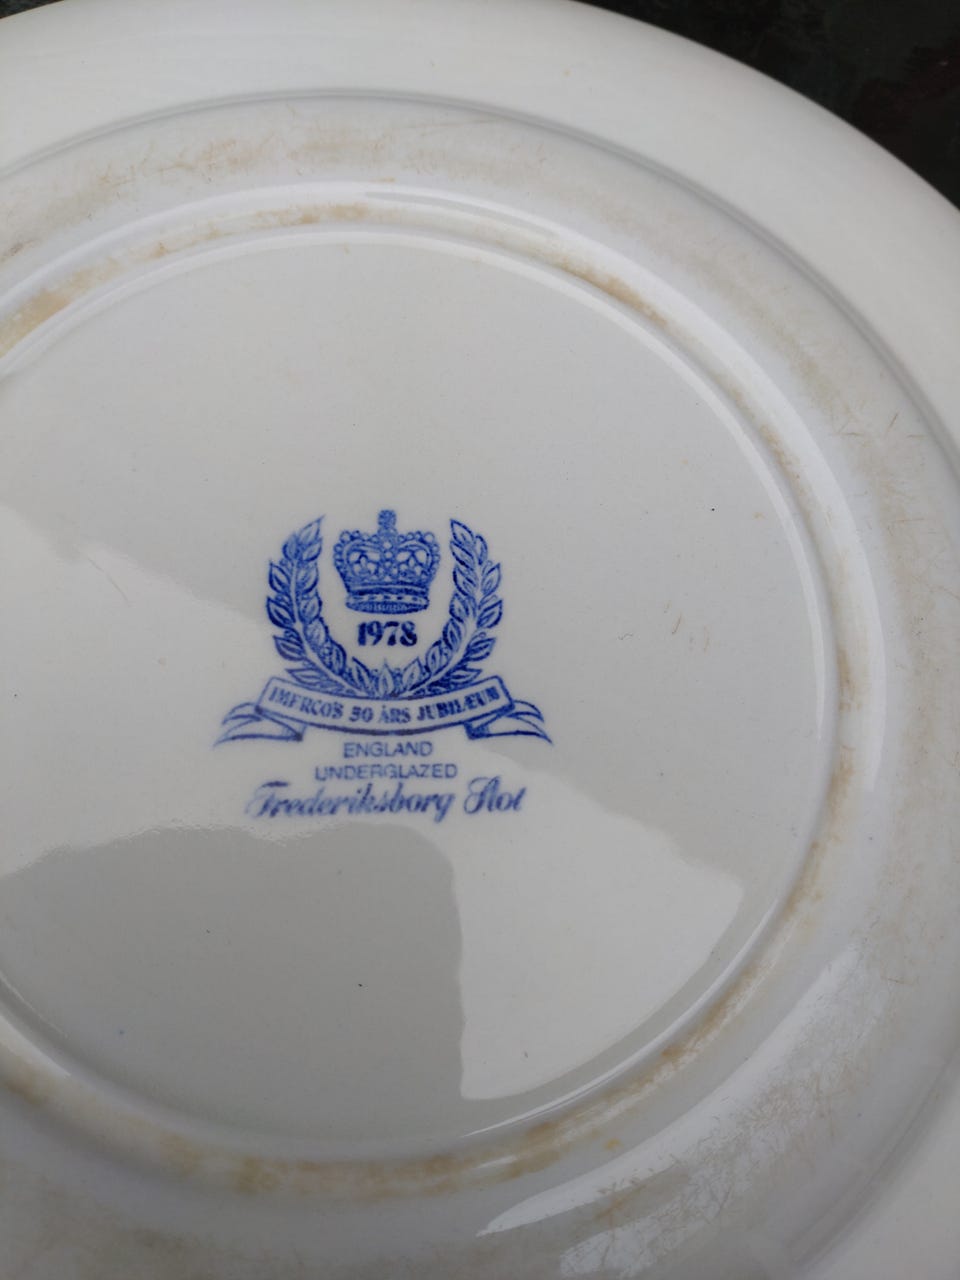 1978
IMERCO'S 50 ÅRS JUBILÆUM
ENGLAND
UNDERGLAZED
Frederiksborg Slot